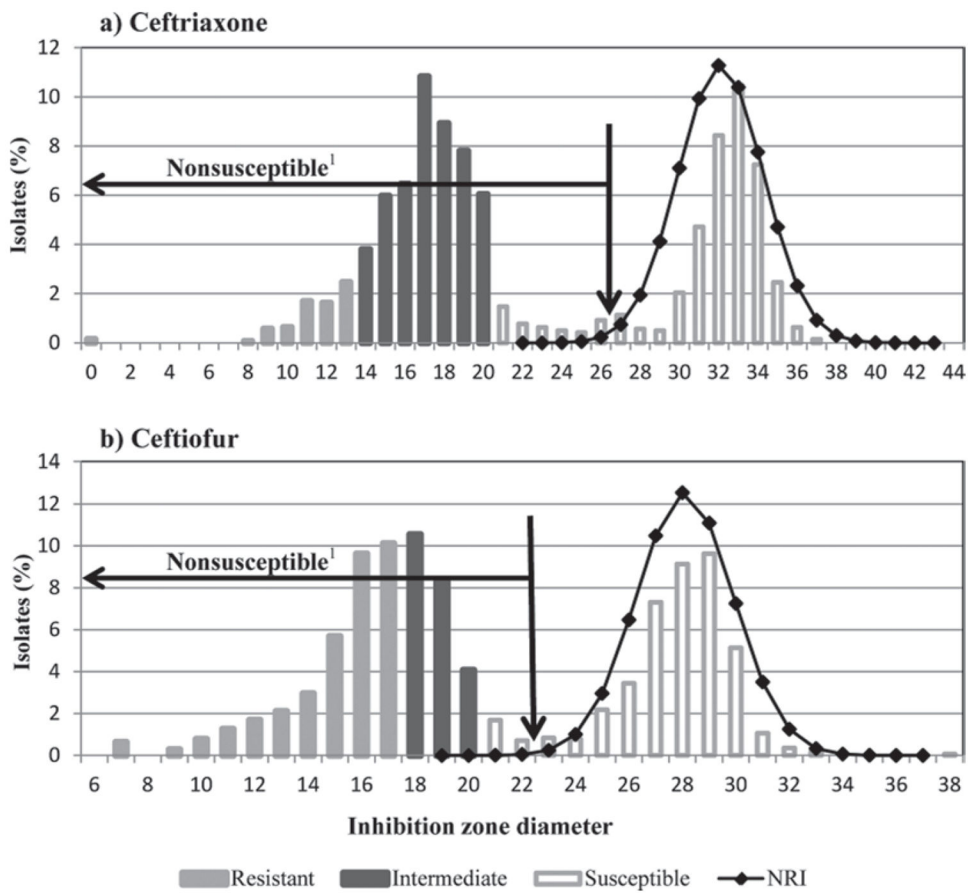 a) Ceftriaxone
12
10
8
6
4
2
0
Isolates (%)
Nonsusceptible1
0 2 4 6 8 10 12 14 16 18 20 22 24 26 28 30 32 34 36 38 40 42 44
b) Ceftiofur
14
12
10
8
6
4
2
0
Isolates (%)
Nonsusceptible1
6 8 10 12 14 16 18 20 22 24 26 28 30 32 34 36 38
Inhibition zone diameter
Resistant Intermediate Susceptible NRI